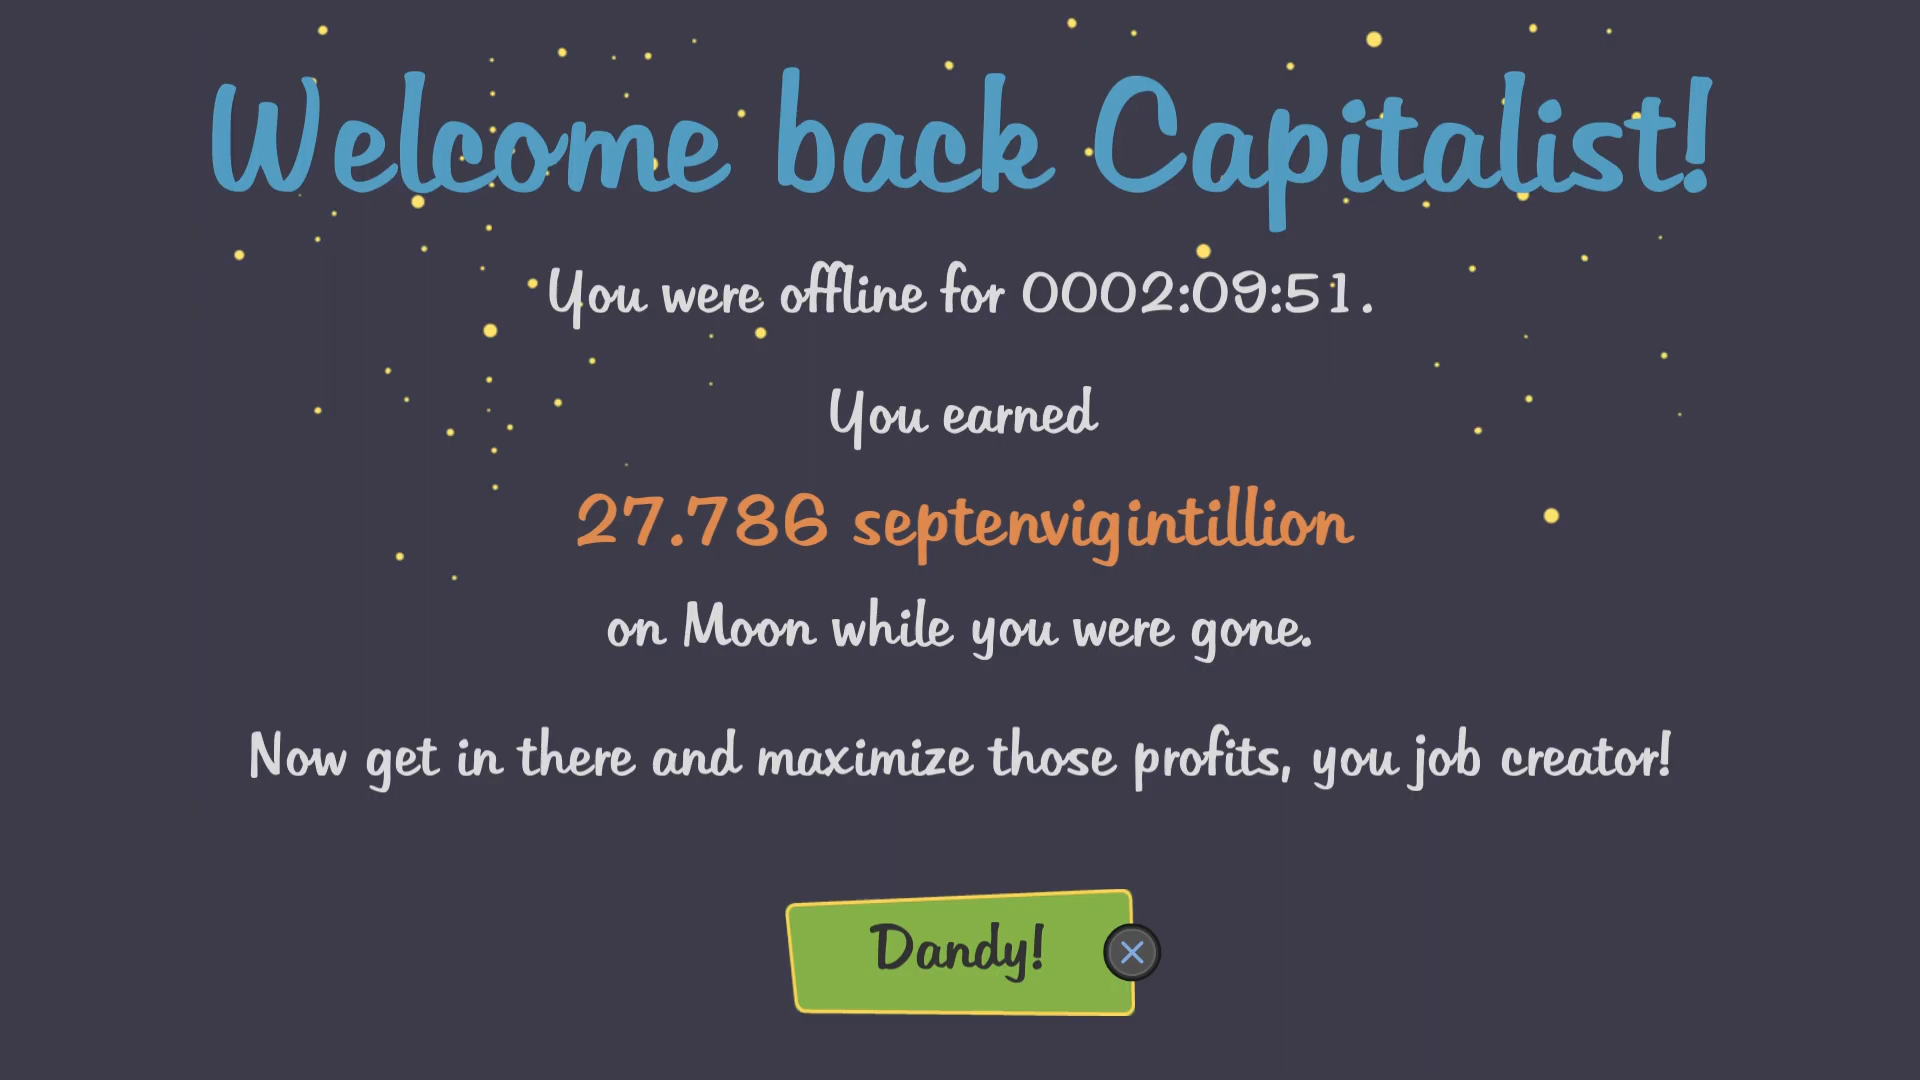 Welcome back Capitalist!
You were offline for 0002:09:51.
You earned
27.786 septenvigintillion
on Moon while you were gone.
Now get in there and maximize those profits, you job creator!
Dandy!